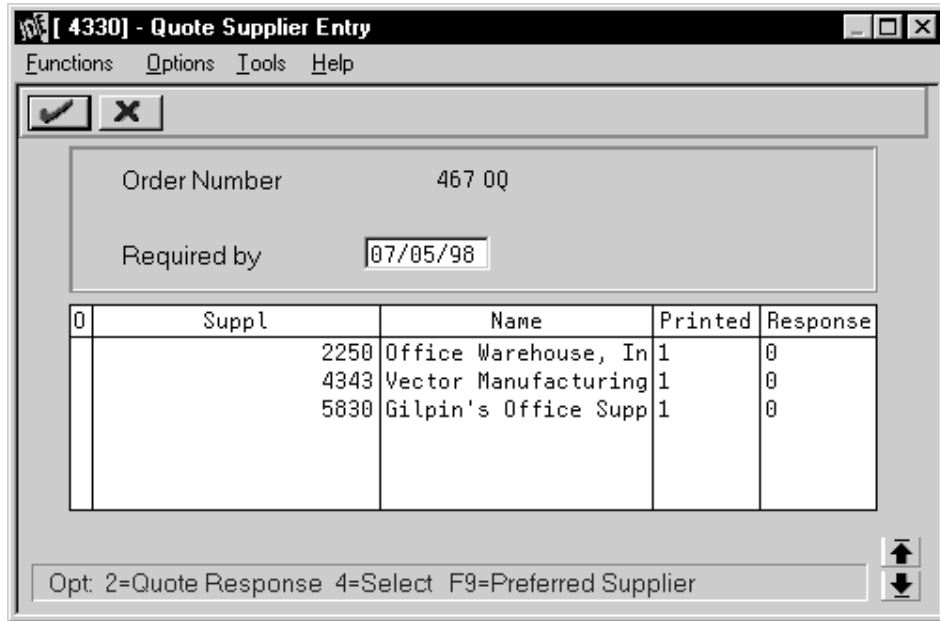 JDE [ 4330] - Quote Supplier Entry
Functions Options Tools Help
Order Number 467 OQ
Required by 07/05/98
O Suppl Name Printed Response
2250 Office Warehouse, In 1 0
4343 Vector Manufacturing 1 0
5830 Gilpin's Office Supp 1 0
Opt: 2=Quote Response 4=Select F9=Preferred Supplier